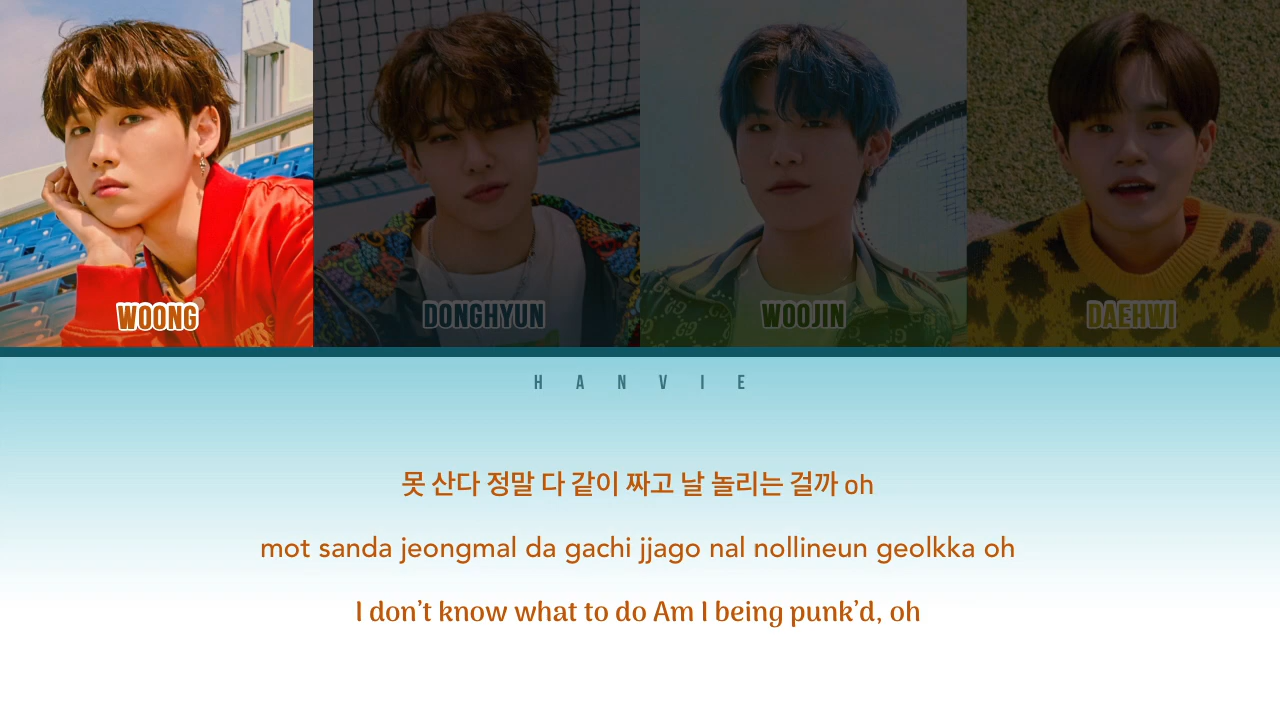 WOONG
DONGHYUN
WOOJIN
DAEHWI
HANVIE
못 산다 정말 다 같이 짜고 날 놀리는 걸까 oh
mot sanda jeongmal da gachi jjago nal nollineun geolkka oh
I don't know what to do Am I being punk'd, oh